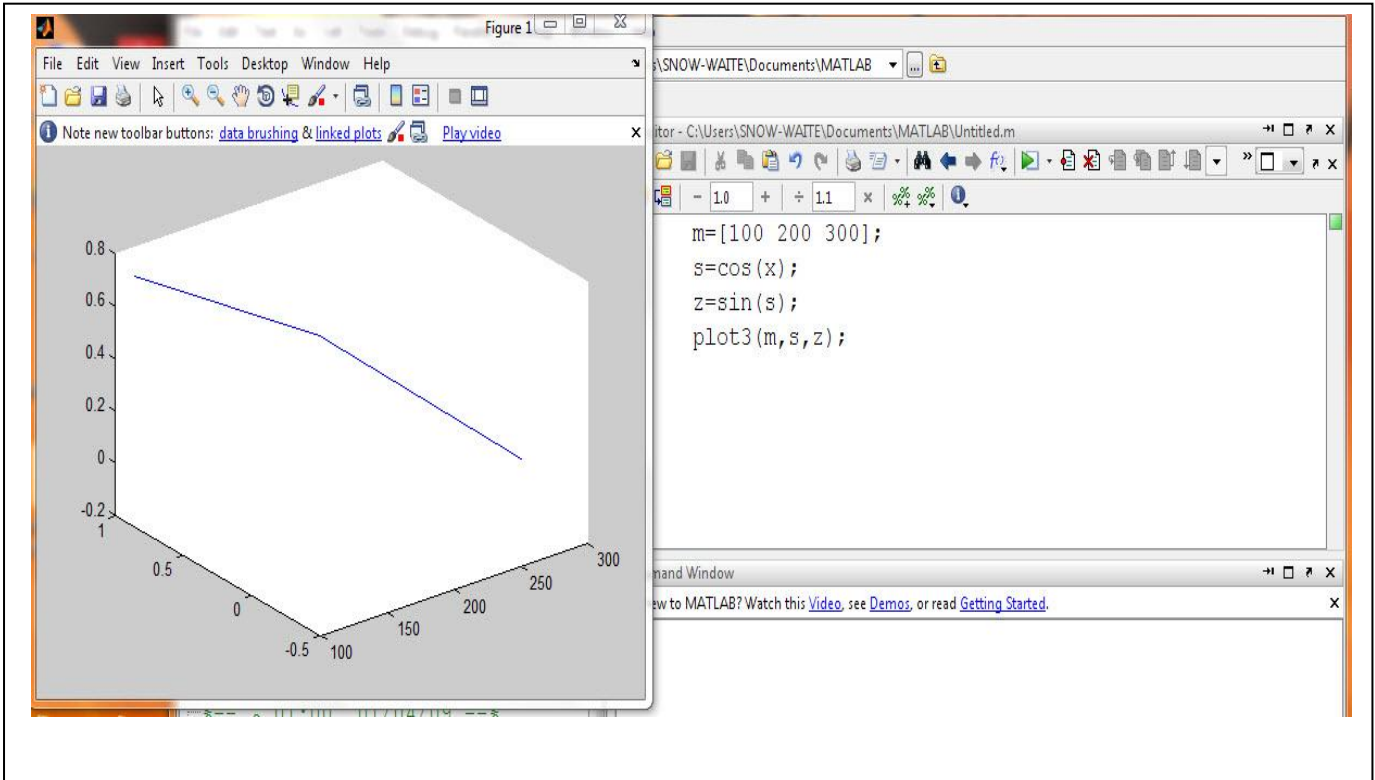 Figure 1
File Edit View Insert Tools Desktop Window Help
Note new toolbar buttons: data brushing & linked plots Play video
0.8
0.6
0.4
0.2
0
-0.2
1
0.5
0
-0.5
100
150
200
250
300
\SNOW-WAITE\Documents\MATLAB
itor - C:\Users\SNOW-WAITE\Documents\MATLAB\Untitled.m
- 1.0 + ÷ 1.1 ×
m=[100 200 300];
s=cos(x);
z=sin(s);
plot3(m,s,z);
mand Window
ew to MATLAB? Watch this Video, see Demos, or read Getting Started.